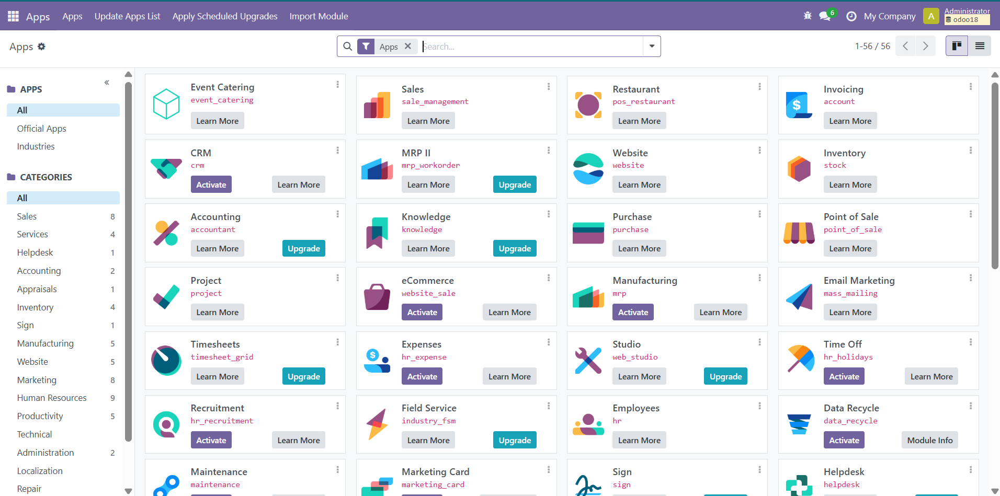 Apps
Apps
Update Apps List
Apply Scheduled Upgrades
Import Module
6
My Company
A
Administrator
odoo18
Apps
Apps
Search...
1-56 / 56
APPS
All
Official Apps
Industries
CATEGORIES
All
Sales 8
Services 4
Helpdesk 1
Accounting 2
Appraisals 1
Inventory 4
Sign 1
Manufacturing 5
Website 5
Marketing 8
Human Resources 9
Productivity 5
Technical
Administration 2
Localization
Repair
Event Catering
event_catering
Learn More
Sales
sale_management
Learn More
Restaurant
pos_restaurant
Learn More
$
Invoicing
account
Learn More
CRM
crm
Activate Learn More
MRP II
mrp_workorder
Learn More Upgrade
Website
website
Learn More
Inventory
stock
Learn More
Accounting
accountant
Learn More Upgrade
Knowledge
knowledge
Learn More Upgrade
Purchase
purchase
Learn More
Point of Sale
point_of_sale
Learn More
Project
project
Learn More
eCommerce
website_sale
Activate Learn More
Manufacturing
mrp
Activate Learn More
Email Marketing
mass_mailing
Learn More
Timesheets
timesheet_grid
Learn More Upgrade
$
Expenses
hr_expense
Activate Learn More
Studio
web_studio
Learn More Upgrade
Time Off
hr_holidays
Activate Learn More
Recruitment
hr_recruitment
Activate Learn More
Field Service
industry_fsm
Learn More Upgrade
Employees
hr
Learn More
Data Recycle
data_recycle
Activate Module Info
Maintenance
maintenance
Marketing Card
marketing_card
Sign
sign
Helpdesk
helpdesk